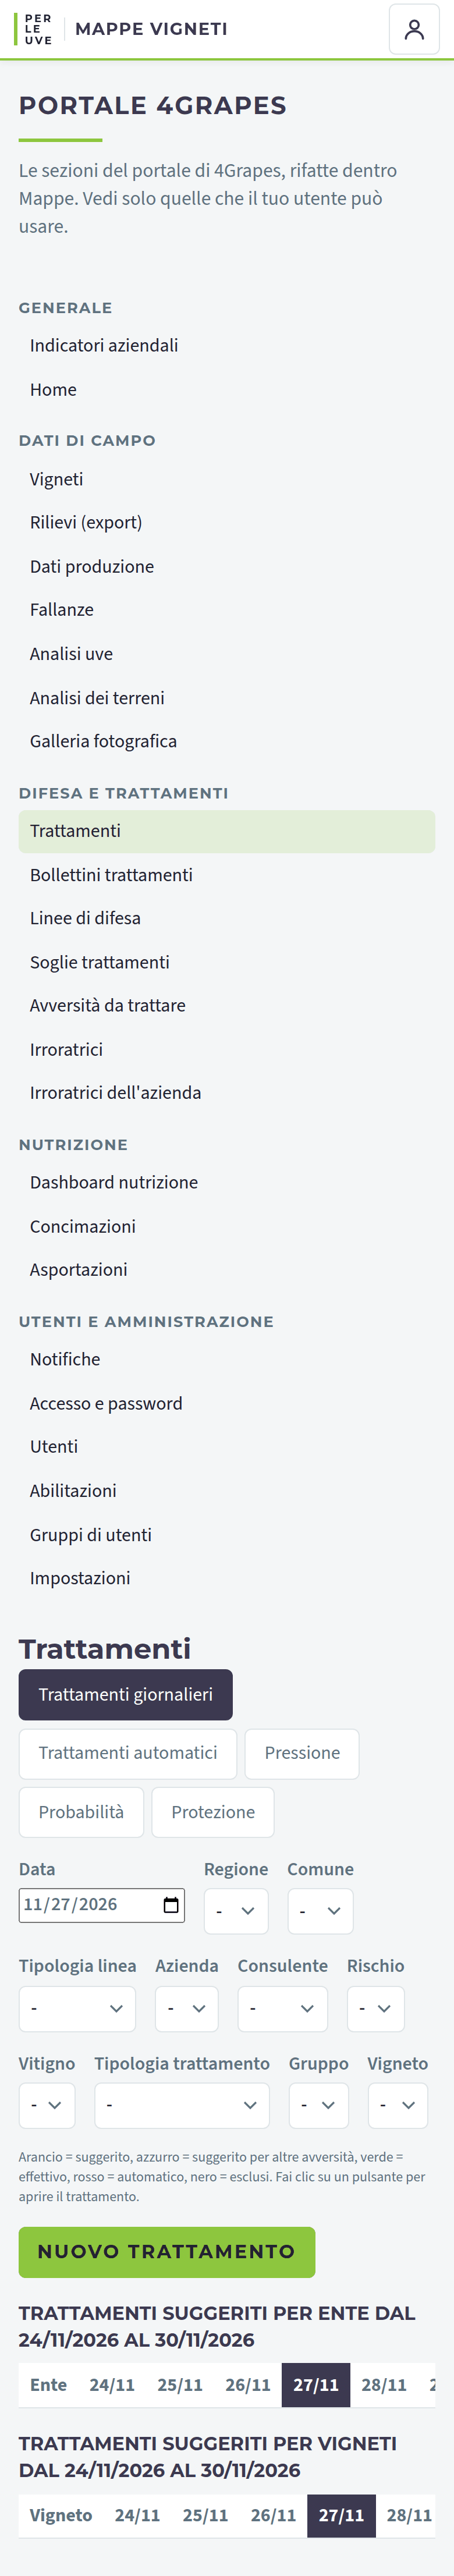 PER
LE
UVE
MAPPE VIGNETI
PORTALE 4GRAPES
Le sezioni del portale di 4Grapes, rifatte dentro
Mappe. Vedi solo quelle che il tuo utente può
usare.
GENERALE
Indicatori aziendali
Home
DATI DI CAMPO
Vigneti
Rilievi (export)
Dati produzione
Fallanze
Analisi uve
Analisi dei terreni
Galleria fotografica
DIFESA E TRATTAMENTI
Trattamenti
Bollettini trattamenti
Linee di difesa
Soglie trattamenti
Avversità da trattare
Irroratrici
Irroratrici dell'azienda
NUTRIZIONE
Dashboard nutrizione
Concimazioni
Asportazioni
UTENTI E AMMINISTRAZIONE
Notifiche
Accesso e password
Utenti
Abilitazioni
Gruppi di utenti
Impostazioni
Trattamenti
Trattamenti giornalieri
Trattamenti automatici Pressione
Probabilità Protezione
Data Regione Comune
11/27/2026 - -
Tipologia linea Azienda Consulente Rischio
- - - -
Vitigno Tipologia trattamento Gruppo Vigneto
- - - -
Arancio = suggerito, azzurro = suggerito per altre avversità, verde =
effettivo, rosso = automatico, nero = esclusi. Fai clic su un pulsante per
aprire il trattamento.
NUOVO TRATTAMENTO
TRATTAMENTI SUGGERITI PER ENTE DAL
24/11/2026 AL 30/11/2026
Ente 24/11 25/11 26/11 27/11 28/11
TRATTAMENTI SUGGERITI PER VIGNETI
DAL 24/11/2026 AL 30/11/2026
Vigneto 24/11 25/11 26/11 27/11 28/11